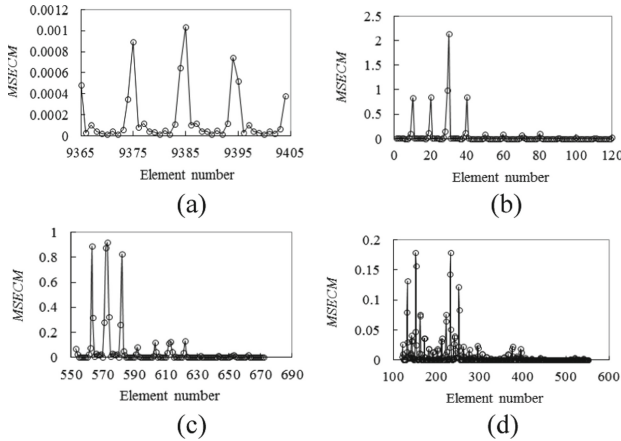 0.0012
0.001
0.0008
0.0006
0.0004
0.0002
0
MSECM
9365 9375 9385 9395 9405
Element number
(a)
2.5
2
1.5
1
0.5
0
MSECM
0 20 40 60 80 100 120
Element number
(b)
1
0.8
0.6
0.4
0.2
0
MSECM
550 570 590 610 630 650 670 690
Element number
(c)
0.2
0.15
0.1
0.05
0
MSECM
100 200 300 400 500 600
Element number
(d)